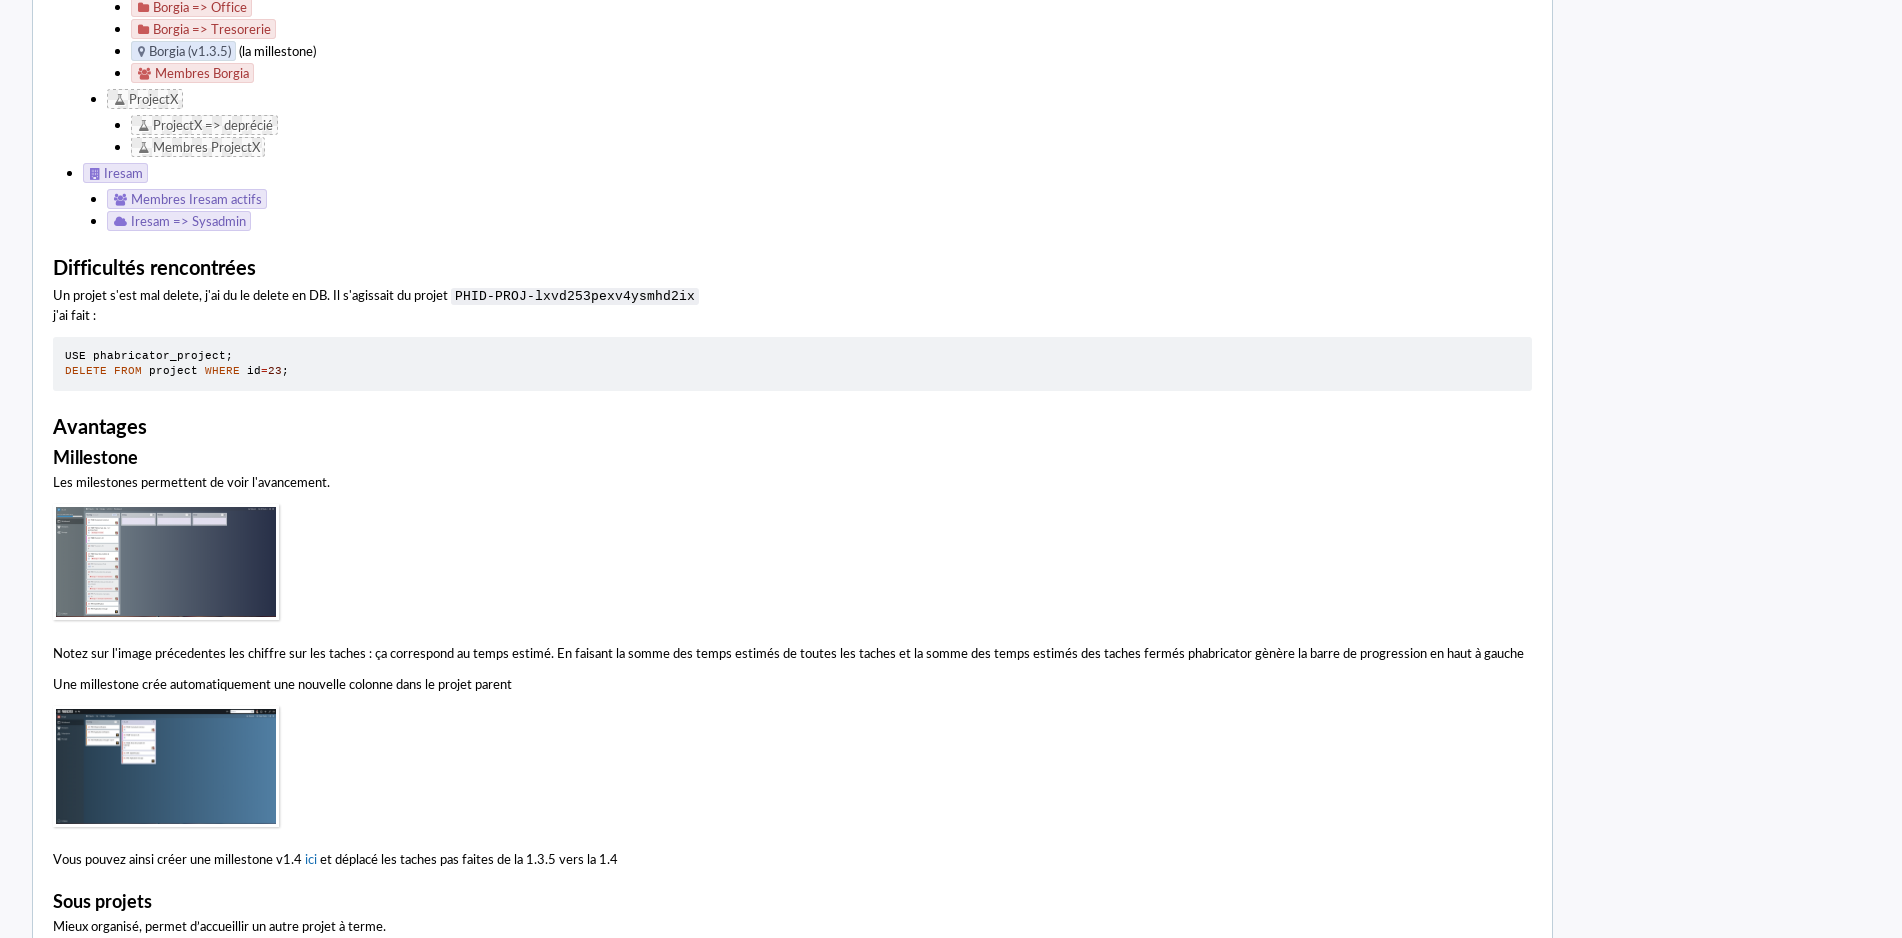 Borgia => Office
Borgia => Tresorerie
Borgia (v1.3.5) (la millestone)
Membres Borgia
ProjectX
ProjectX => deprécié
Membres ProjectX
Iresam
Membres Iresam actifs
Iresam => Sysadmin
Difficultés rencontrées
Un projet s'est mal delete, j'ai du le delete en DB. Il s'agissait du projet PHID-PROJ-lxvd253pexv4ysmhd2ix
j'ai fait :
USE phabricator_project;
DELETE FROM project WHERE id=23;
Avantages
Millestone
Les milestones permettent de voir l'avancement.
Notez sur l'image précedentes les chiffre sur les taches : ça correspond au temps estimé. En faisant la somme des temps estimés de toutes les taches et la somme des temps estimés des taches fermés phabricator gènère la barre de progression en haut à gauche
Une millestone crée automatiquement une nouvelle colonne dans le projet parent
Vous pouvez ainsi créer une millestone v1.4 ici et déplacé les taches pas faites de la 1.3.5 vers la 1.4
Sous projets
Mieux organisé, permet d'accueillir un autre projet à terme.